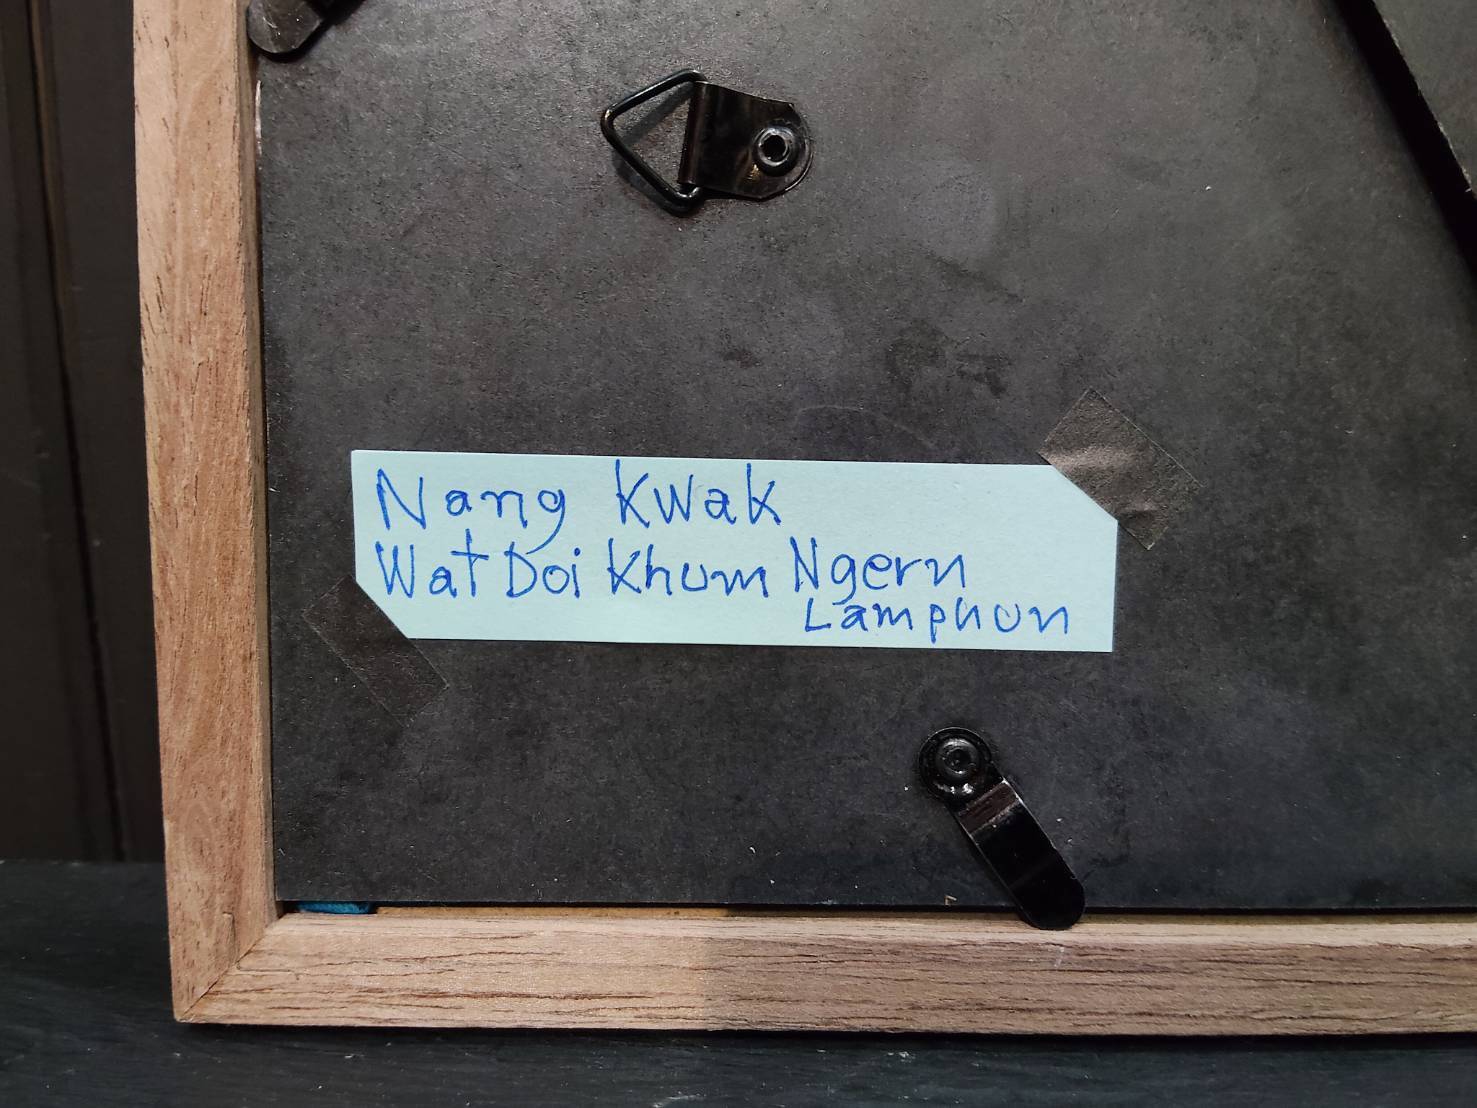 Nang Kwak
Wat Doi Khum Ngern
Lamphun